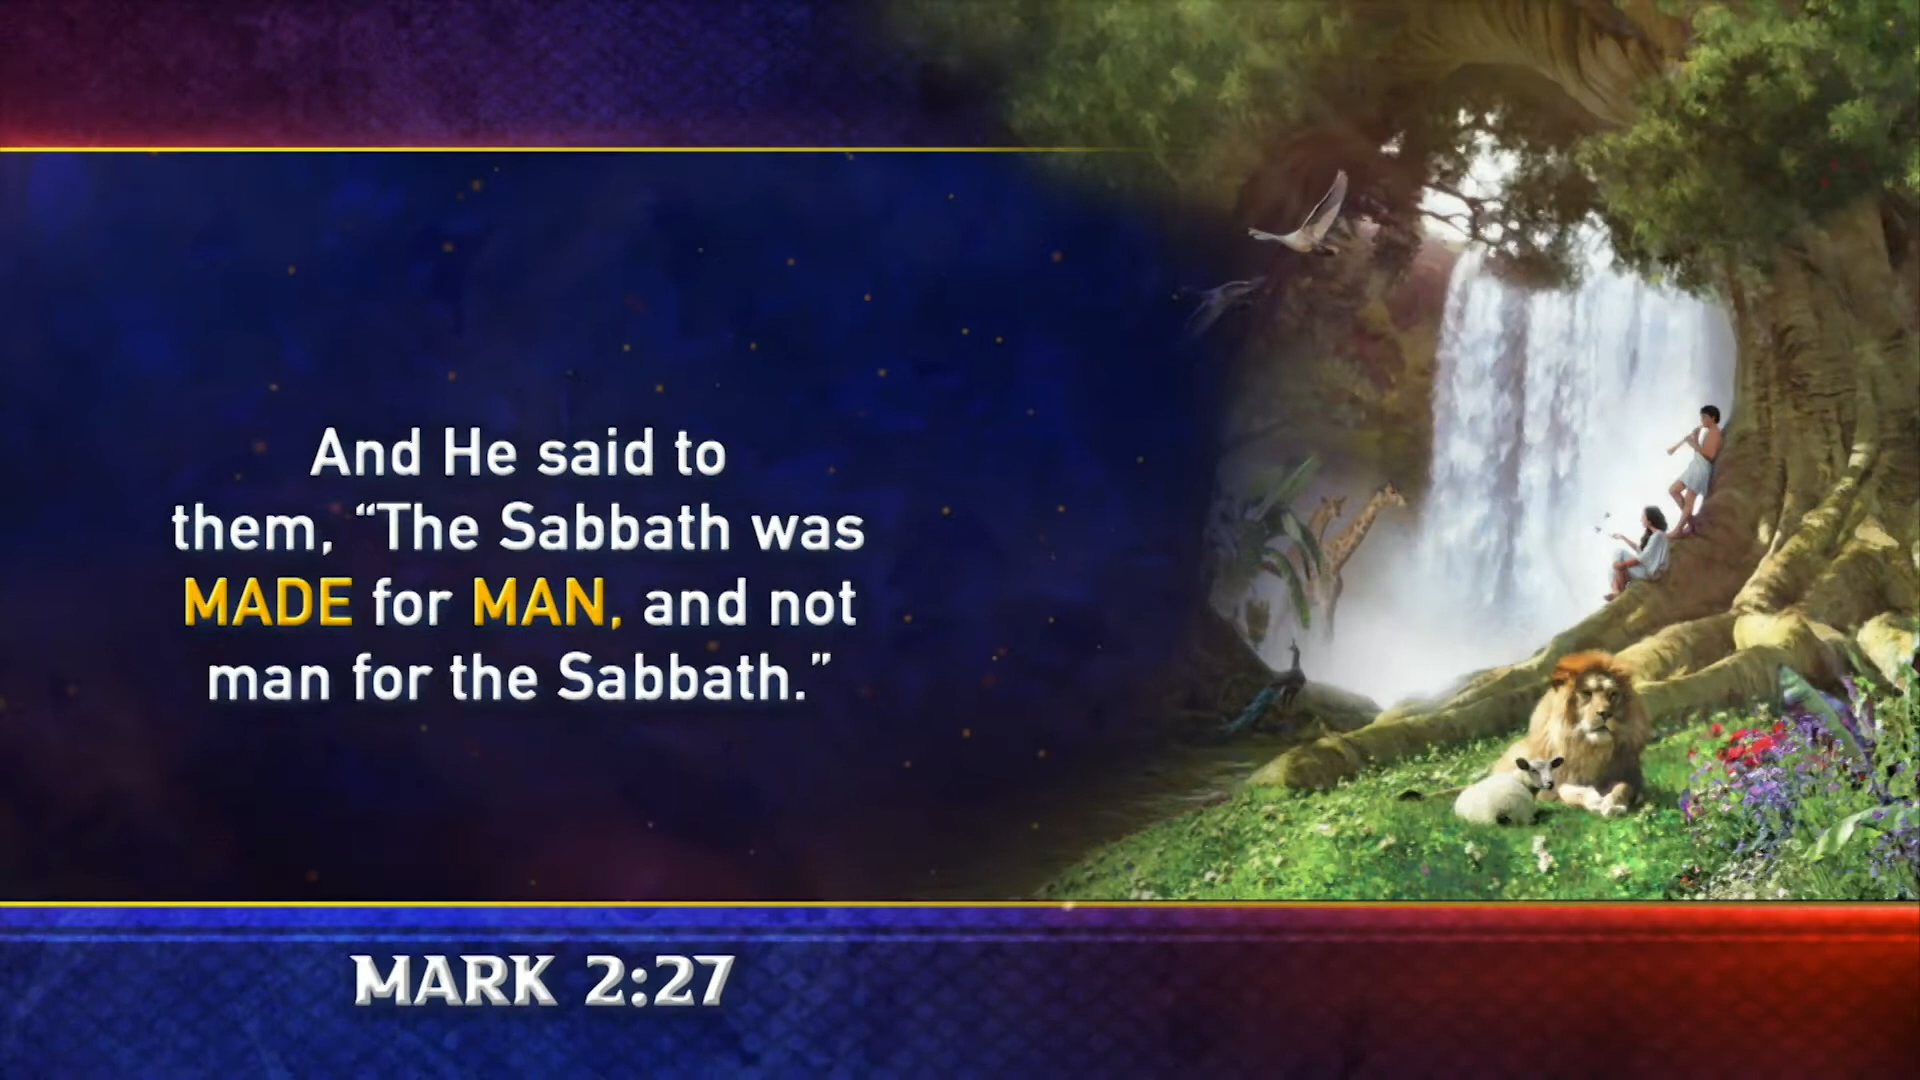 And He said to
them, “The Sabbath was
MADE for MAN, and not
man for the Sabbath.”
MARK 2:27